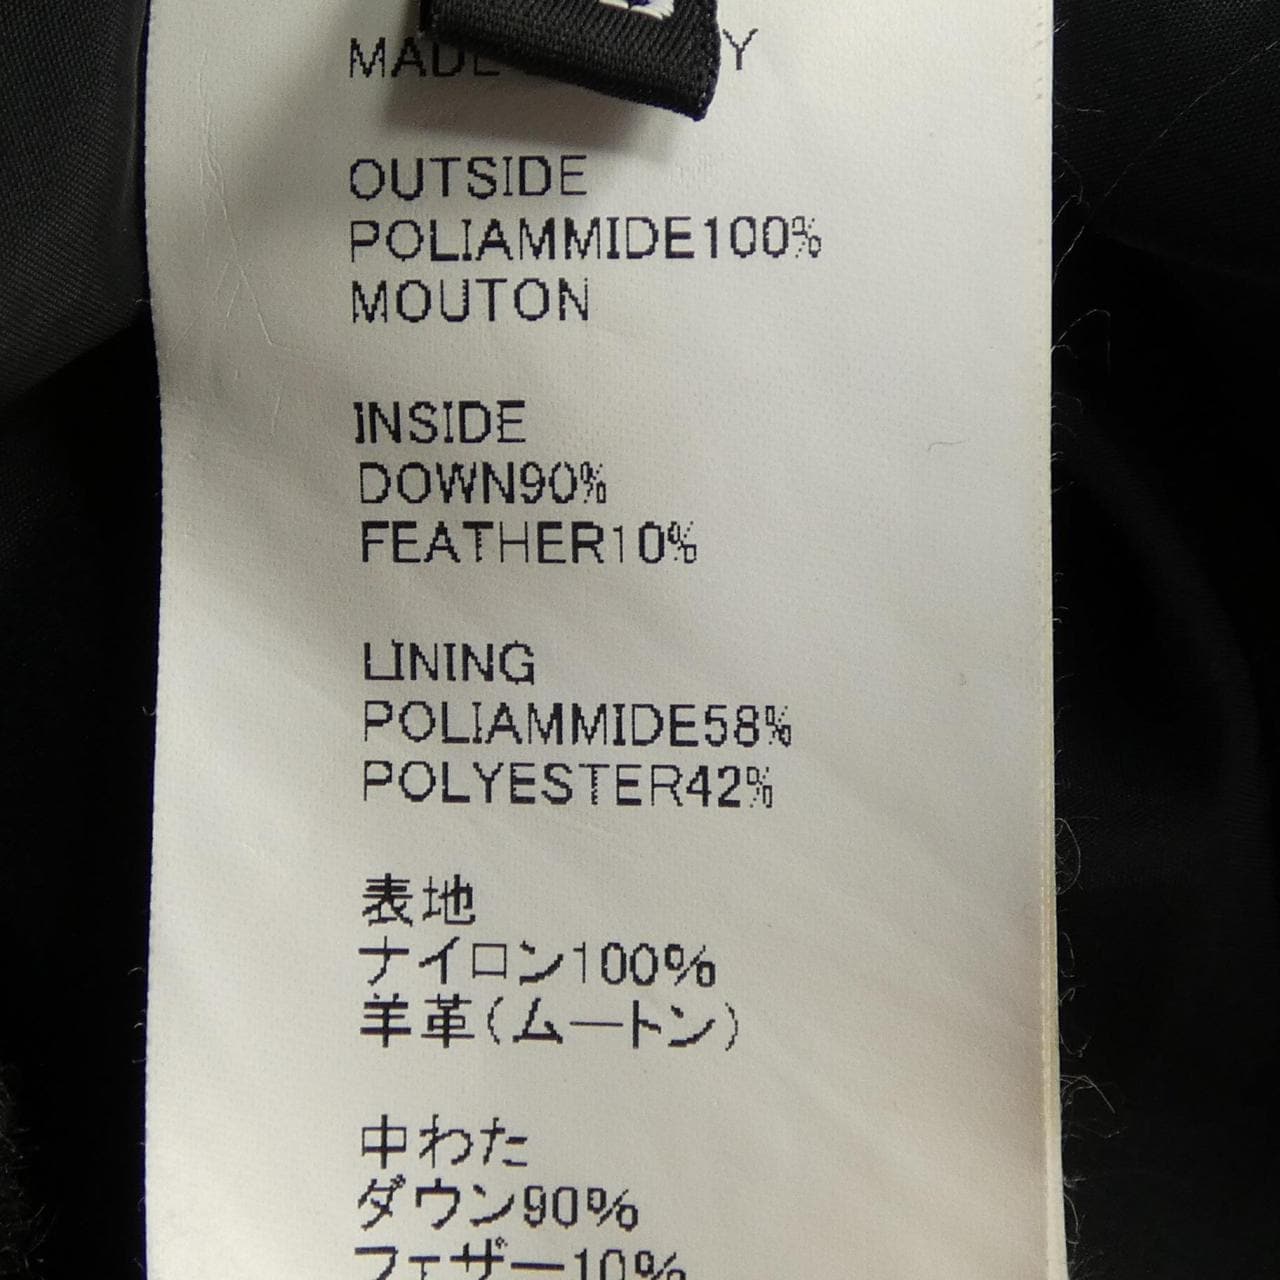 MADE
OUTSIDE
POLIAMMIDE100%
MOUTON
INSIDE
DOWN90%
FEATHER10%
LINING
POLIAMMIDE58%
POLYESTER42%
表地
ナイロン100%
羊革(ムートン)
中わた
ダウン90%
フェザー10%